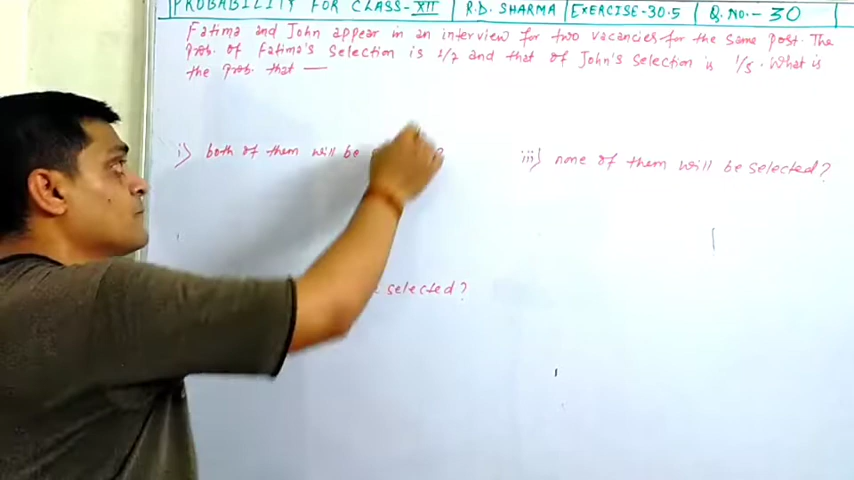 PROBABILITY FOR CLASS-XII | R.D. SHARMA | EXERCISE-30.5 | Q. NO.- 30
Fatima and John appear in an interview for two vacancies for the same post. The
prob. of Fatima's selection is 1/7 and that of John's selection is 1/5. What is
the prob. that —
i) both of them will be
iii) none of them will be selected?
selected?